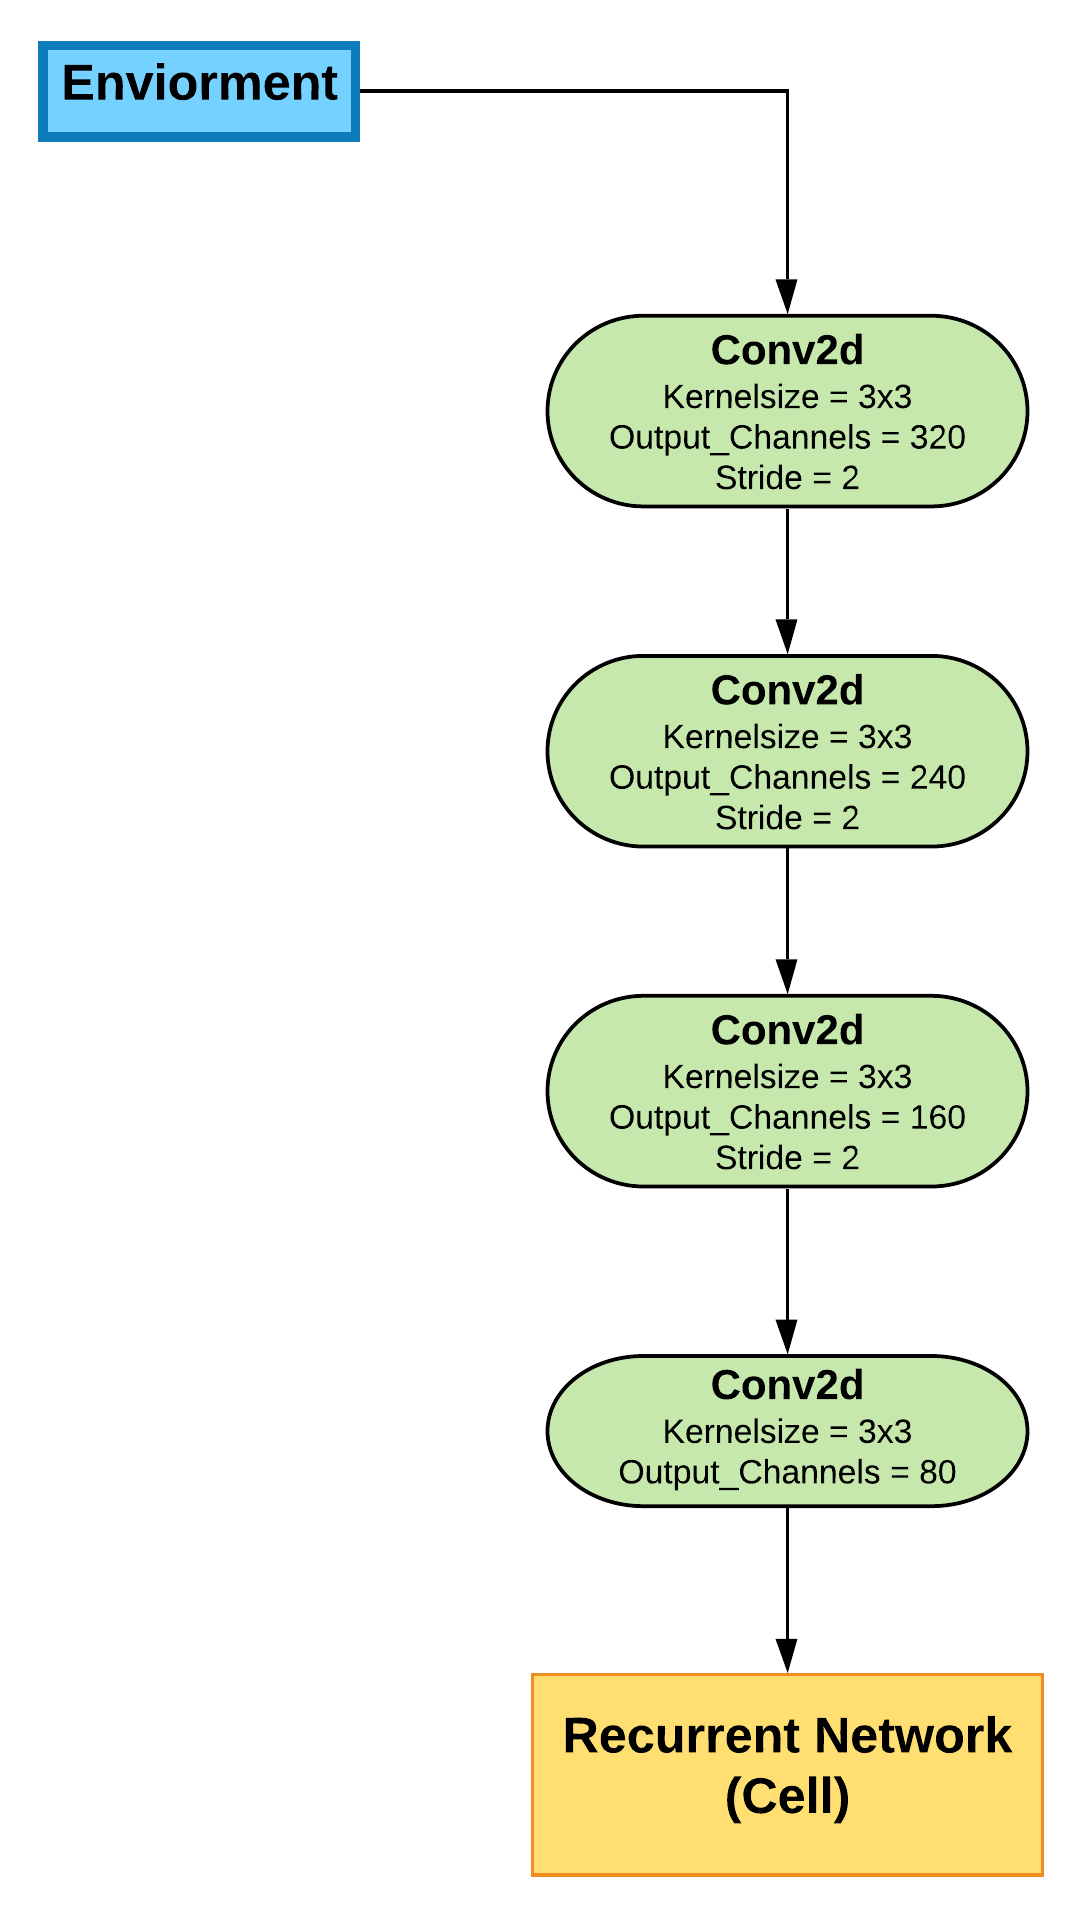 Enviorment
Conv2d
Kernelsize = 3x3
Output_Channels = 320
Stride = 2
Conv2d
Kernelsize = 3x3
Output_Channels = 240
Stride = 2
Conv2d
Kernelsize = 3x3
Output_Channels = 160
Stride = 2
Conv2d
Kernelsize = 3x3
Output_Channels = 80
Recurrent Network
(Cell)